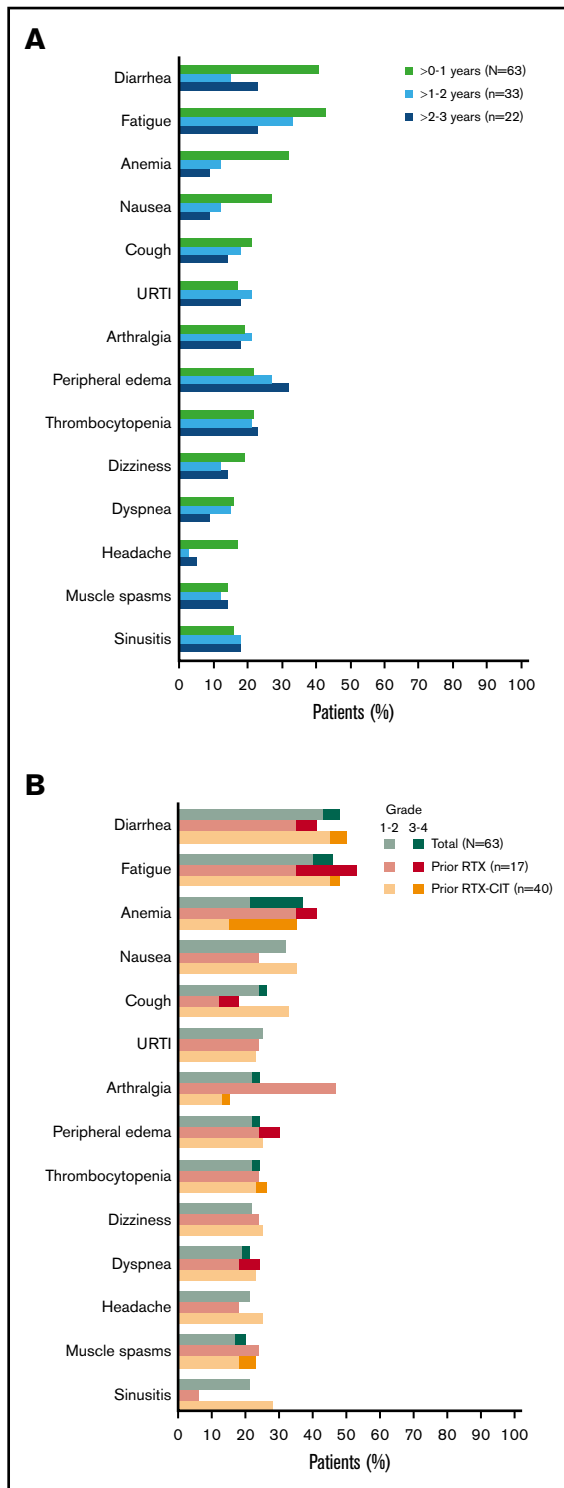 A
>0-1 years (N=63)
>1-2 years (n=33)
>2-3 years (n=22)
Diarrhea
Fatigue
Anemia
Nausea
Cough
URTI
Arthralgia
Peripheral edema
Thrombocytopenia
Dizziness
Dyspnea
Headache
Muscle spasms
Sinusitis
0 10 20 30 40 50 60 70 80 90 100
Patients (%)
B
Grade
1-2 3-4
Total (N=63)
Prior RTX (n=17)
Prior RTX-CIT (n=40)
Diarrhea
Fatigue
Anemia
Nausea
Cough
URTI
Arthralgia
Peripheral edema
Thrombocytopenia
Dizziness
Dyspnea
Headache
Muscle spasms
Sinusitis
0 10 20 30 40 50 60 70 80 90 100
Patients (%)